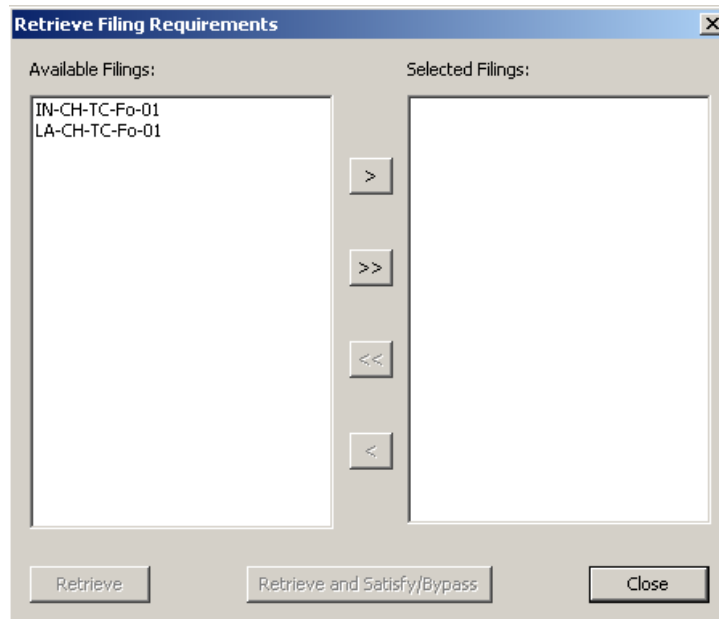 Retrieve Filing Requirements
Available Filings:
Selected Filings:
IN-CH-TC-Fo-01
LA-CH-TC-Fo-01
>
>>
<<
<
Retrieve
Retrieve and Satisfy/Bypass
Close